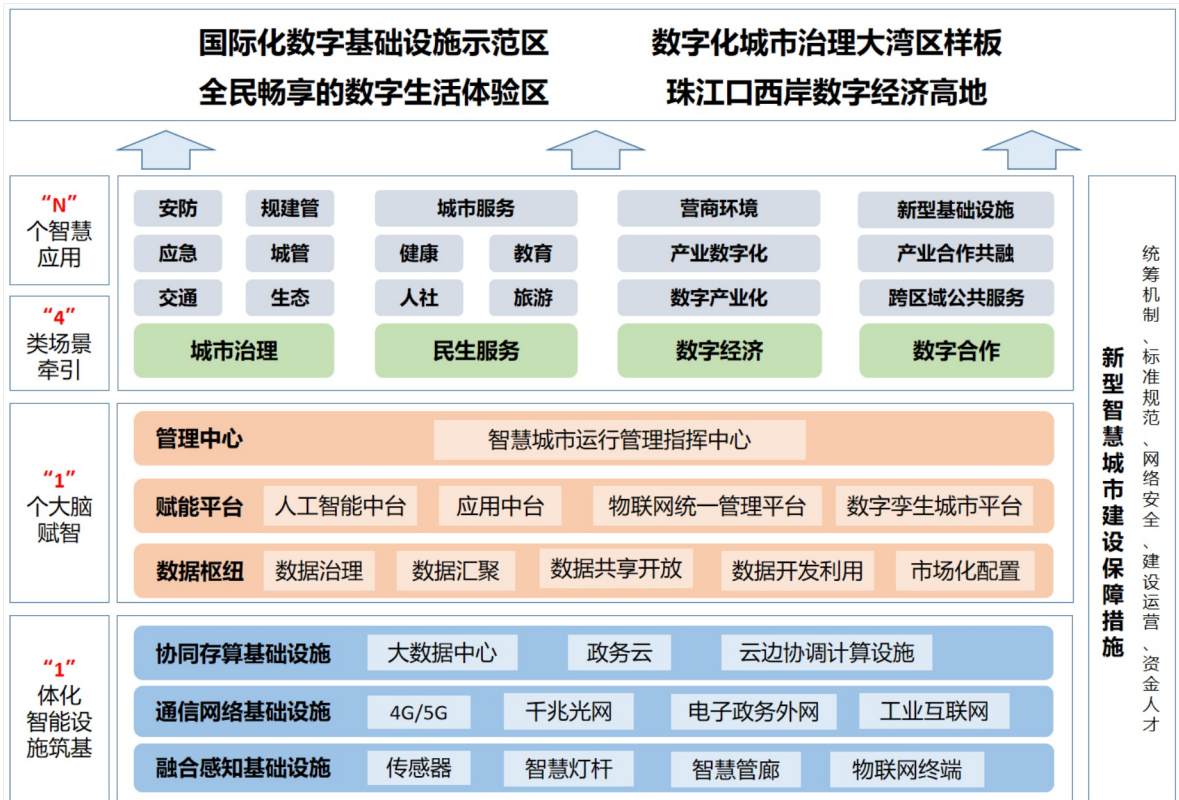 国际化数字基础设施示范区 数字化城市治理大湾区样板
全民畅享的数字生活体验区 珠江口西岸数字经济高地
“N”
个智慧
应用
安防 规建管 城市服务 营商环境 新型基础设施
应急 城管 健康 教育 产业数字化 产业合作共融
交通 生态 人社 旅游 数字产业化 跨区域公共服务
“4”
类场景
牵引
城市治理 民生服务 数字经济 数字合作
“1”
个大脑
赋智
管理中心 智慧城市运行管理指挥中心
赋能平台 人工智能中台 应用中台 物联网统一管理平台 数字孪生城市平台
数据枢纽 数据治理 数据汇聚 数据共享开放 数据开发利用 市场化配置
“1”
体化
智能设
施筑基
协同存算基础设施 大数据中心 政务云 云边协调计算设施
通信网络基础设施 4G/5G 千兆光网 电子政务外网 工业互联网
融合感知基础设施 传感器 智慧灯杆 智慧管廊 物联网终端
新型智慧城市建设保障措施
统筹机制、标准规范、网络安全、建设运营、资金人才